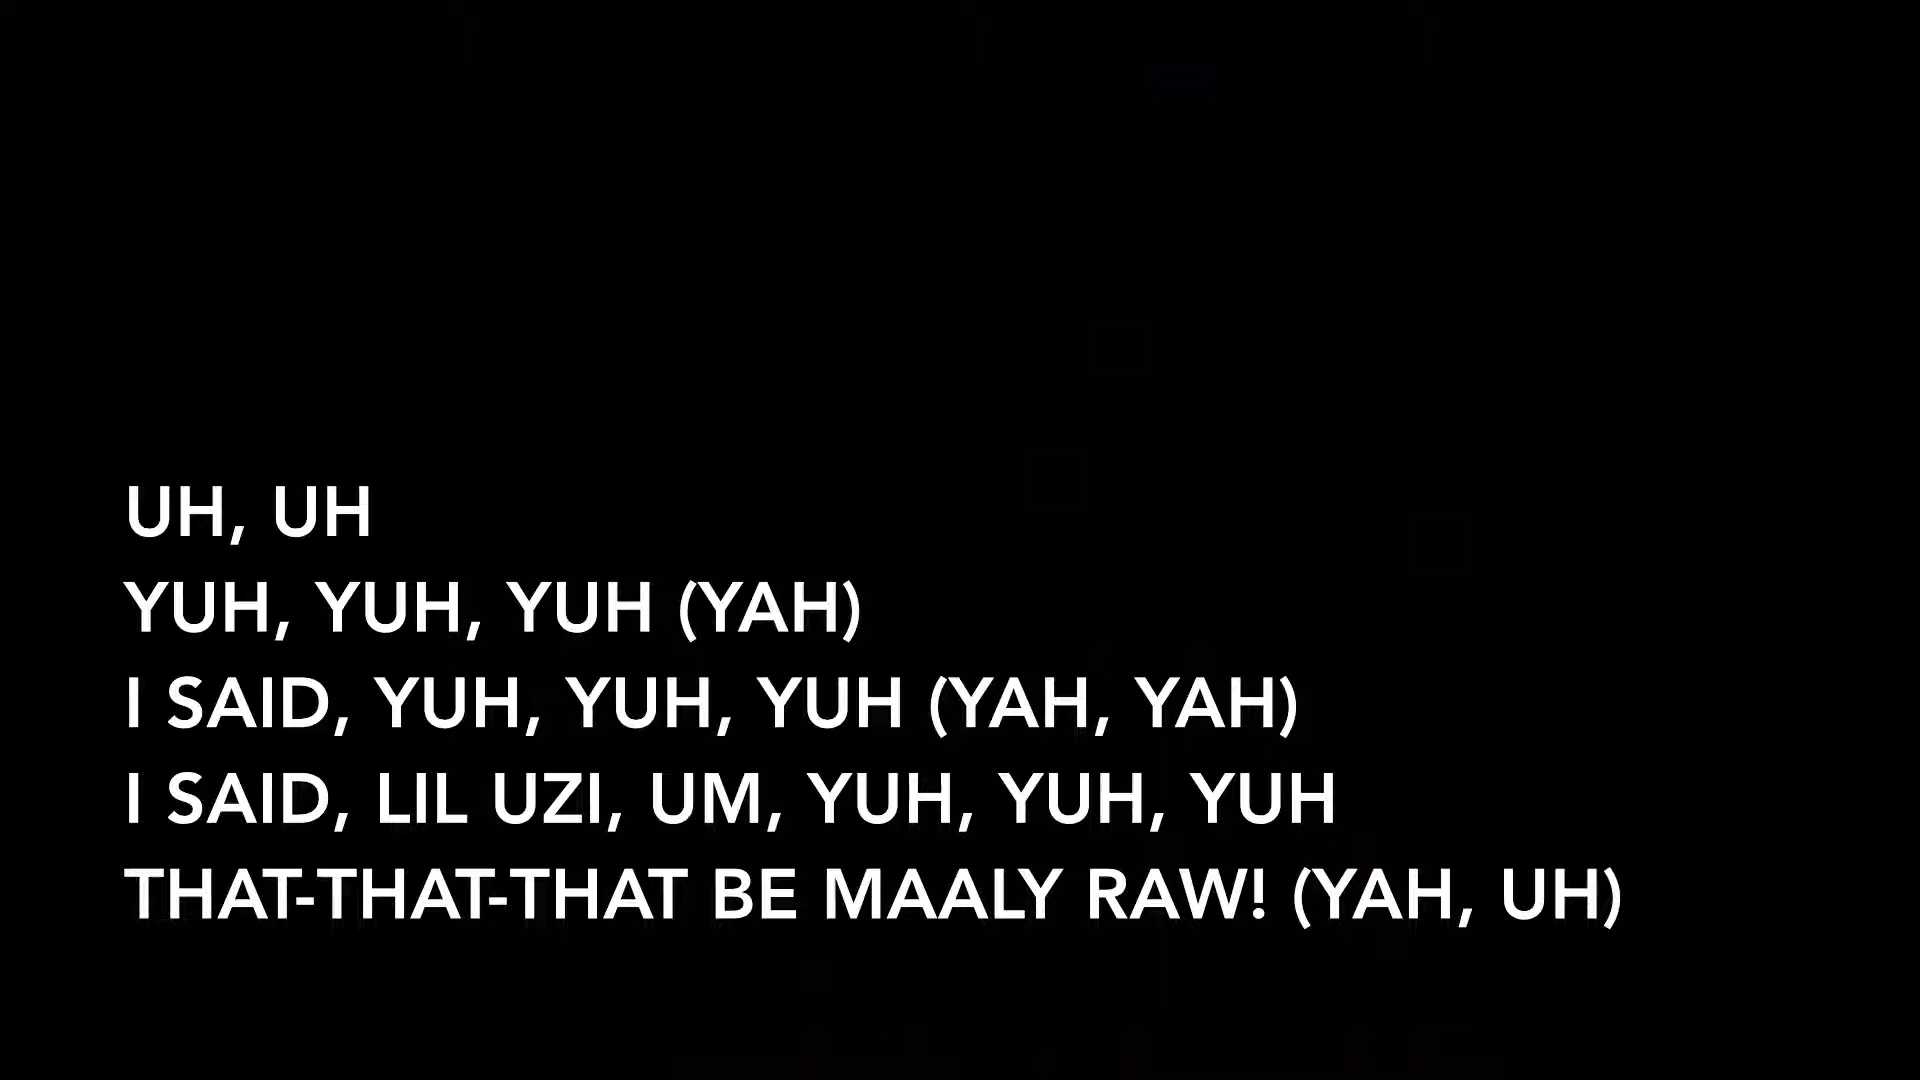 UH, UH
YUH, YUH, YUH (YAH)
I SAID, YUH, YUH, YUH (YAH, YAH)
I SAID, LIL UZI, UM, YUH, YUH, YUH
THAT-THAT-THAT BE MAALY RAW! (YAH, UH)